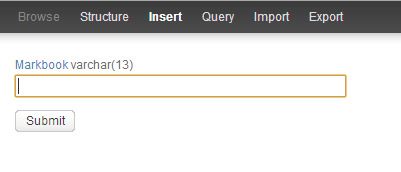 Browse Structure Insert Query Import Export
Markbook varchar(13)
Submit